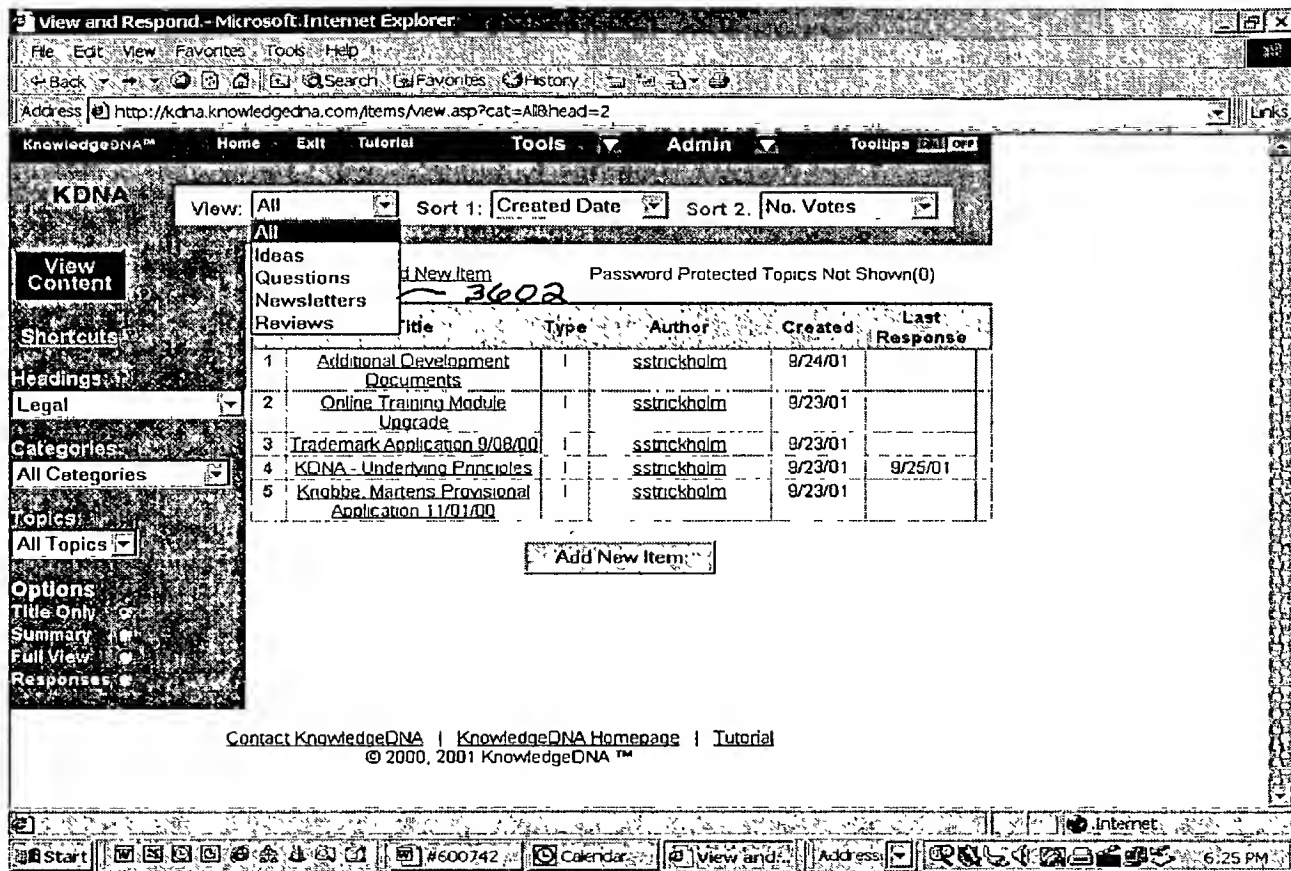 View and Respond - Microsoft Internet Explorer
File Edit View Favorites Tools Help
Back Search Favorites History
Address http://kdna.knowledgedna.com/items/view.asp?cat=All&head=2 Links
KnowledgeDNA™ Home Exit Tutorial Tools Admin Tooltips OFF
KDNA
View: All Sort 1: Created Date Sort 2. No. Votes
All
Ideas
Questions
Newsletters
Reviews
3602
View
Content
d New Item Password Protected Topics Not Shown(0)
Shortcuts
Title Type Author Created Last Response
1 Additional Development Documents I sstrickholm 9/24/01
2 Online Training Module Upgrade I sstrickholm 9/23/01
3 Trademark Application 9/08/00 I sstrickholm 9/23/01
4 KDNA - Underlying Principles I sstrickholm 9/23/01 9/25/01
5 Knobbe, Martens Provisional Application 11/01/00 I sstrickholm 9/23/01
Headings:
Legal
Categories:
All Categories
Topics:
All Topics
Options
Title Only
Summary
Full View
Responses
Add New Item
Contact KnowledgeDNA | KnowledgeDNA Homepage | Tutorial
© 2000, 2001 KnowledgeDNA ™
Internet
Start #600742 Calendar View and Address 6:25 PM